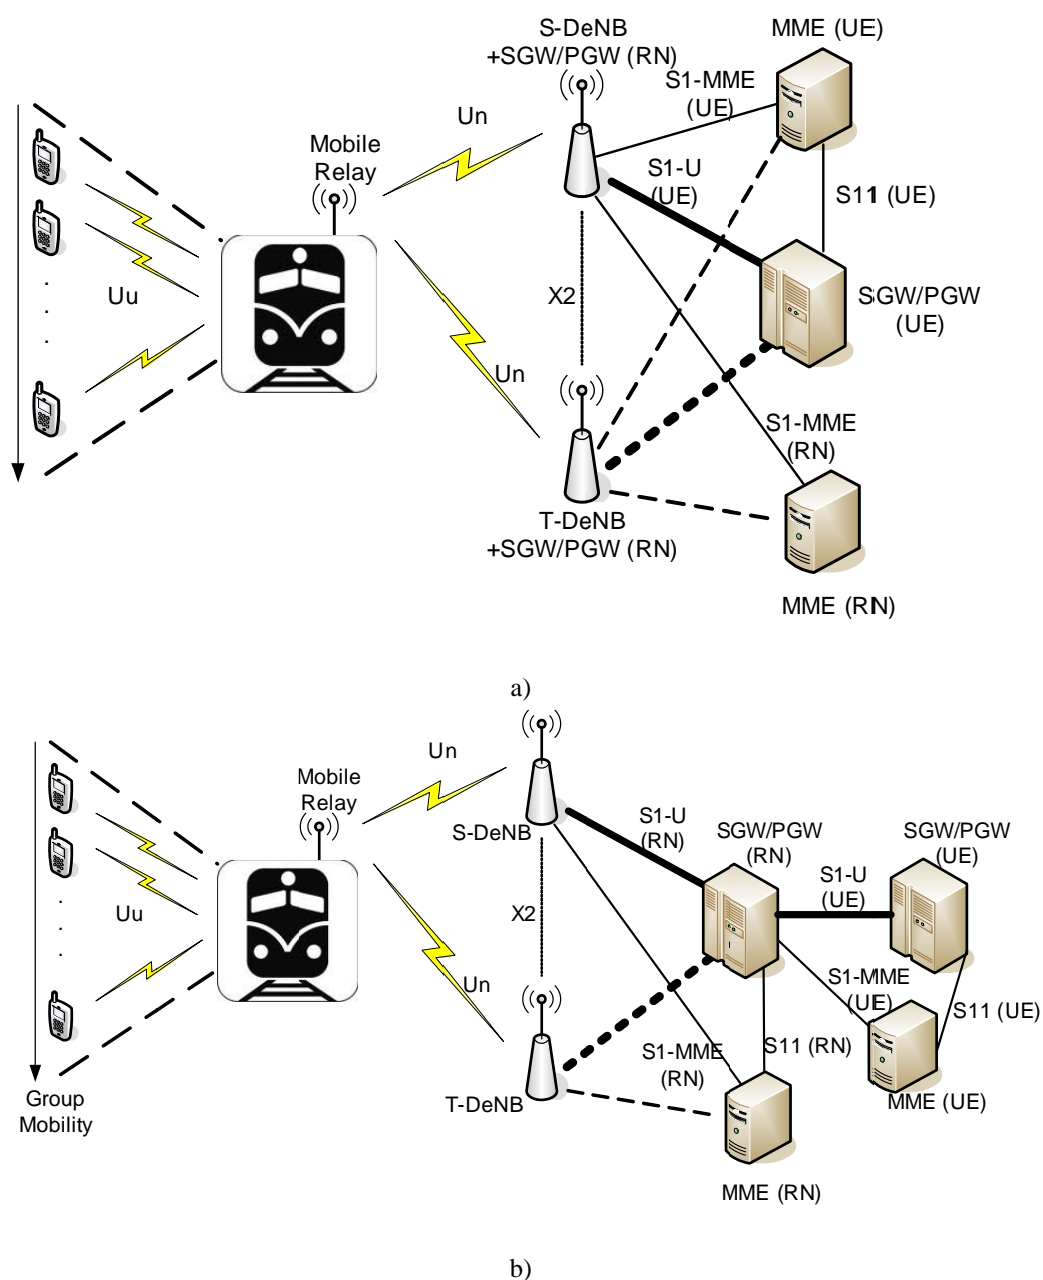 S-DeNB
+SGW/PGW (RN)
MME (UE)
S1-MME
(UE)
Un
Mobile
Relay
S1-U
(UE)
S11 (UE)
Uu
X2
SGW/PGW
(UE)
Un
S1-MME
(RN)
T-DeNB
+SGW/PGW (RN)
MME (RN)
a)
Un
Mobile
Relay
S-DeNB
S1-U
(RN)
SGW/PGW
(RN)
SGW/PGW
(UE)
S1-U
(UE)
Uu
X2
Un
S1-MME
(UE)
S11 (UE)
S1-MME
(RN)
S11 (RN)
T-DeNB
MME (UE)
Group
Mobility
MME (RN)
b)